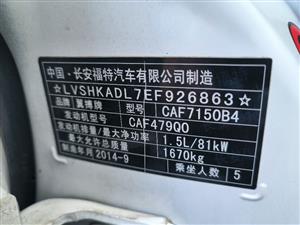 中国·长安福特汽车有限公司制造
☆LVSHKADL7EF926863☆
品牌 翼搏牌 型号 CAF7150B4
发动机型号 CAF479Q0
发动机排量/最大净功率 1.5L/81kW
最大允许总质量 1670kg
制造年月 2014-9 乘坐人数 5